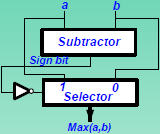 a b
Subtractor
Sign bit
1 0
Selector
Max(a,b)